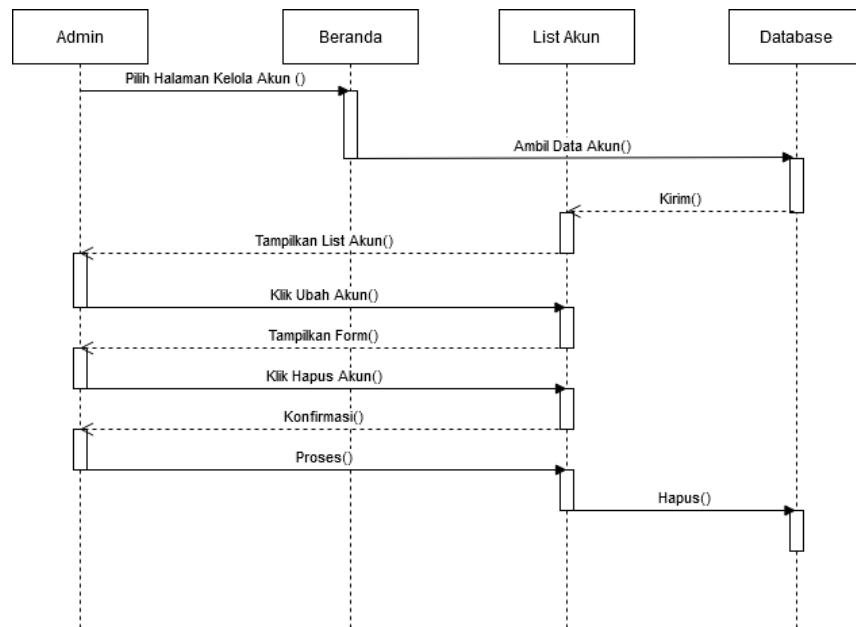 Admin
Beranda
List Akun
Database
Pilih Halaman Kelola Akun ()
Ambil Data Akun()
Kirim()
Tampilkan List Akun()
Klik Ubah Akun()
Tampilkan Form()
Klik Hapus Akun()
Konfirmasi()
Proses()
Hapus()